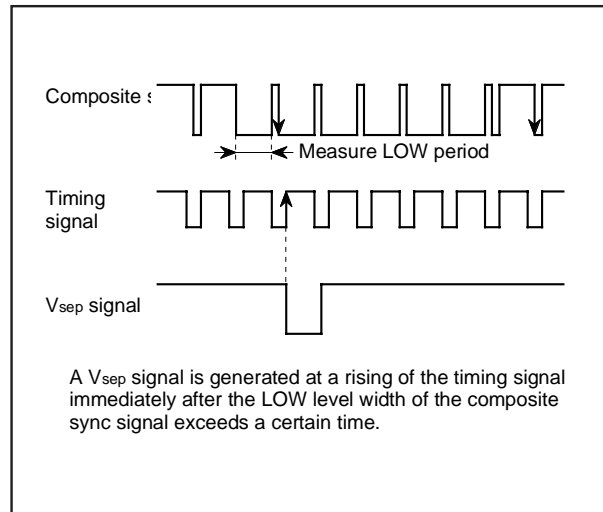 Composite s
Measure LOW period
Timing
signal
Vsep signal
A Vsep signal is generated at a rising of the timing signal
immediately after the LOW level width of the composite
sync signal exceeds a certain time.